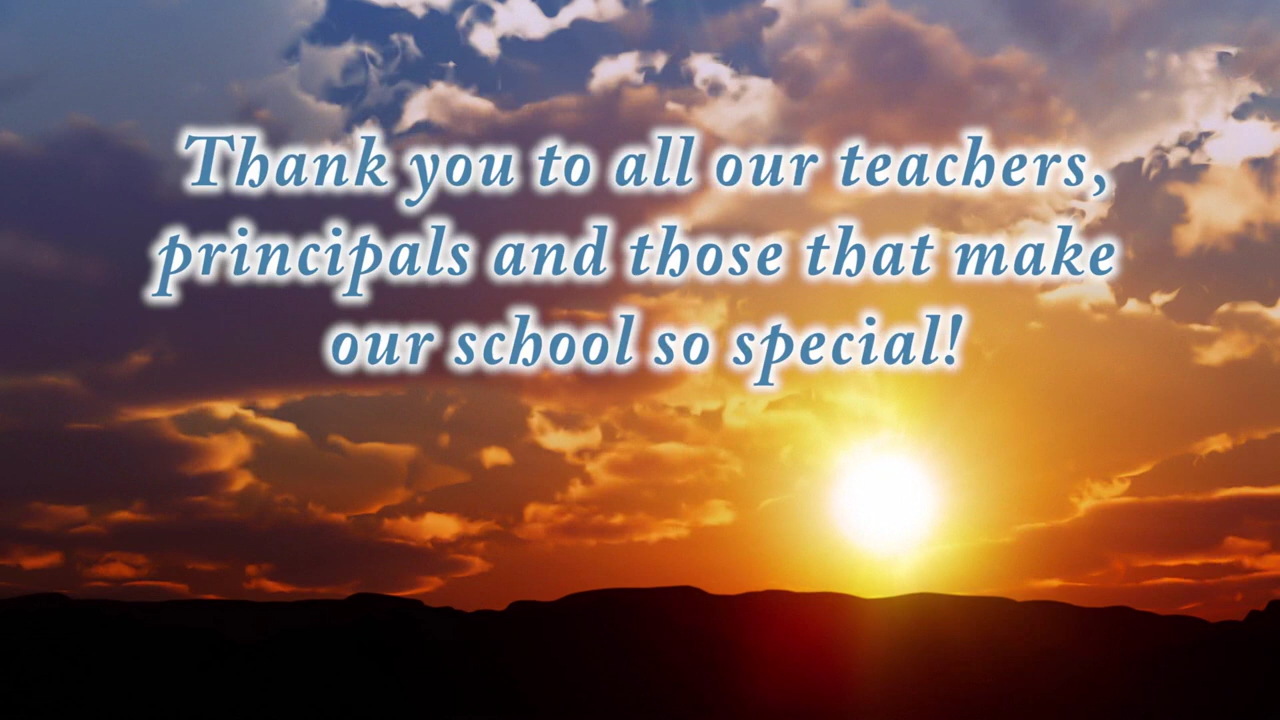 Thank you to all our teachers,
principals and those that make
our school so special!